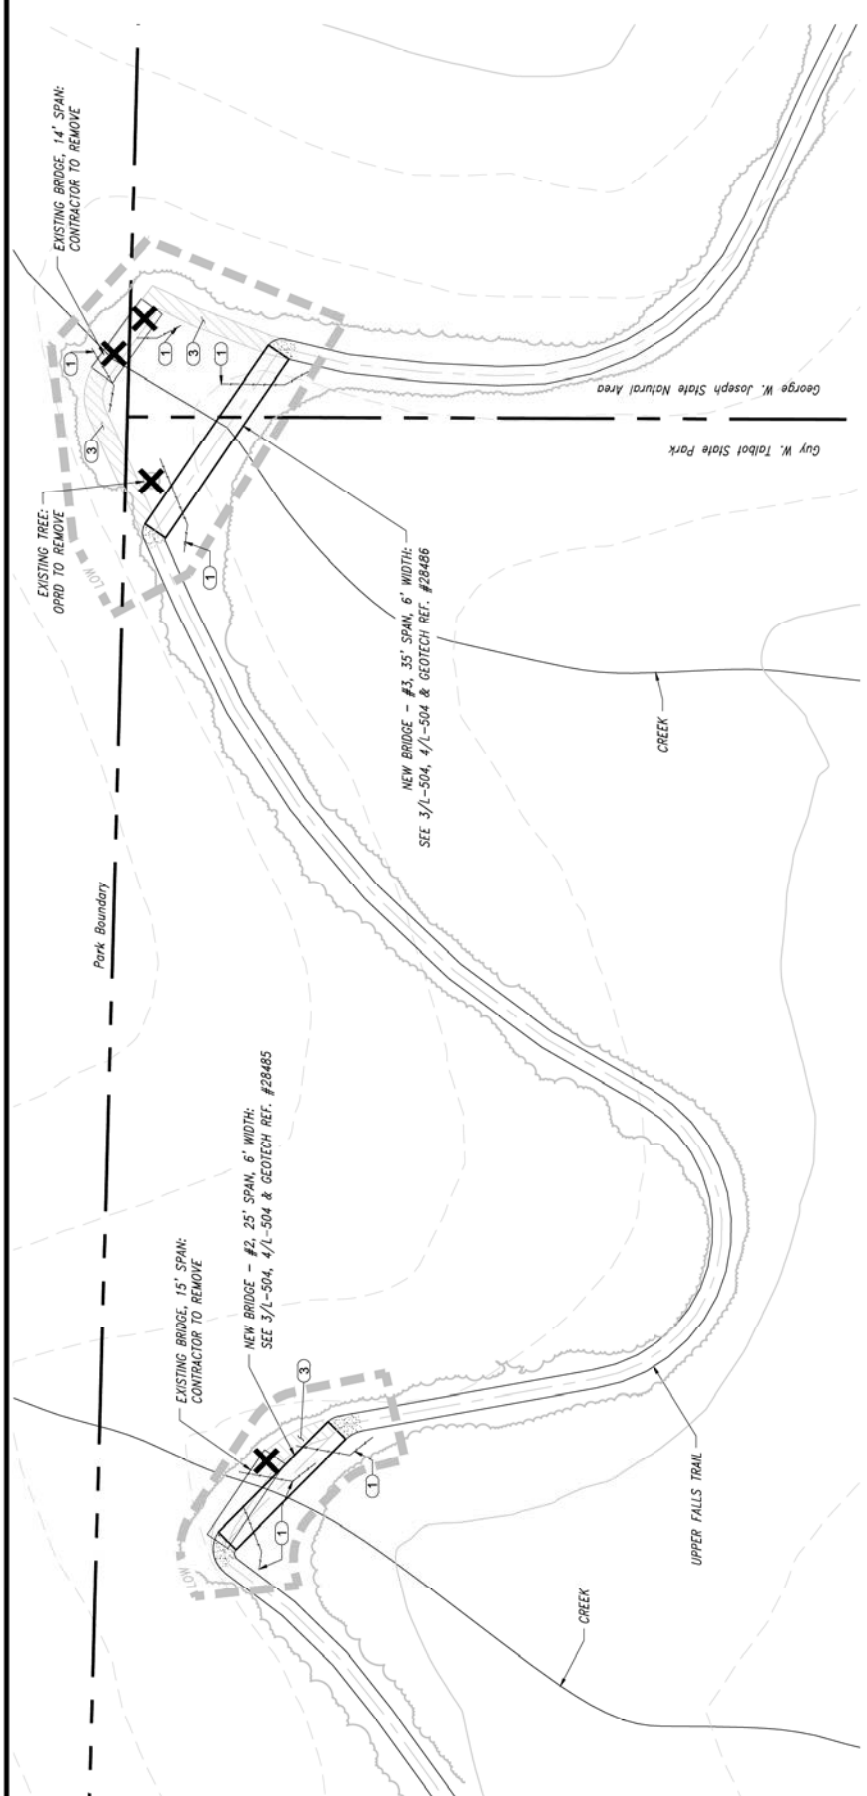 EXISTING BRIDGE, 14' SPAN:
CONTRACTOR TO REMOVE
1
1
3
1
3
EXISTING TREE:
OPRD TO REMOVE
LOW
1
George W. Joseph State Natural Area
Guy W. Talbot State Park
NEW BRIDGE - #3, 35' SPAN, 6' WIDTH:
SEE 3/L-504, 4/L-504 & GEOTECH REF. #28486
CREEK
Park Boundary
EXISTING BRIDGE, 15' SPAN:
CONTRACTOR TO REMOVE
NEW BRIDGE - #2, 25' SPAN, 6' WIDTH:
SEE 3/L-504, 4/L-504 & GEOTECH REF. #28485
3
1
1
LOW
UPPER FALLS TRAIL
CREEK